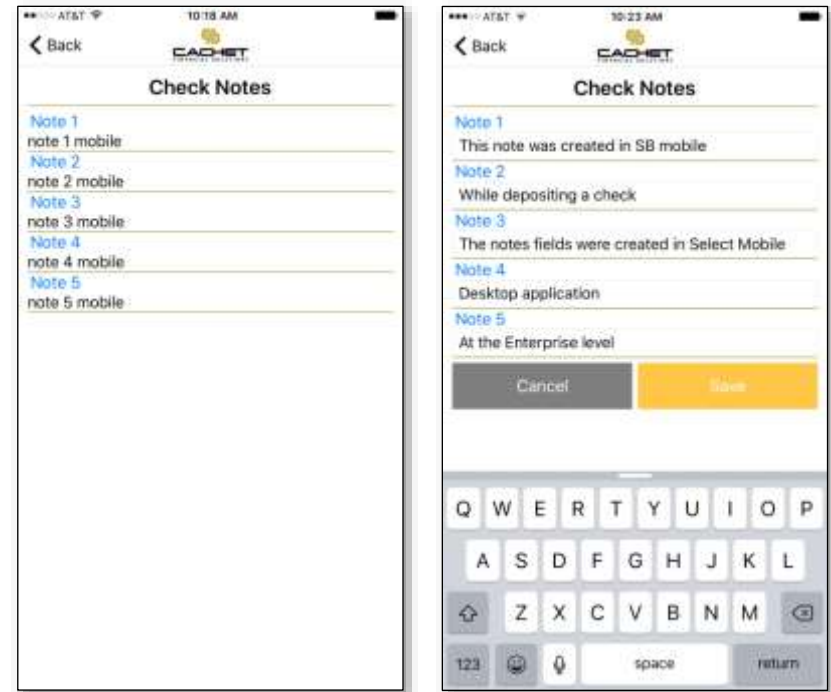 AT&T 10:18 AM
Back
CACHET
FINANCIAL SOLUTIONS
Check Notes
Note 1
note 1 mobile
Note 2
note 2 mobile
Note 3
note 3 mobile
Note 4
note 4 mobile
Note 5
note 5 mobile
AT&T 10:23 AM
Back
CACHET
FINANCIAL SOLUTIONS
Check Notes
Note 1
This note was created in SB mobile
Note 2
While depositing a check
Note 3
The notes fields were created in Select Mobile
Note 4
Desktop application
Note 5
At the Enterprise level
Cancel Save
Q W E R T Y U I O P
A S D F G H J K L
Z X C V B N M
123 space return